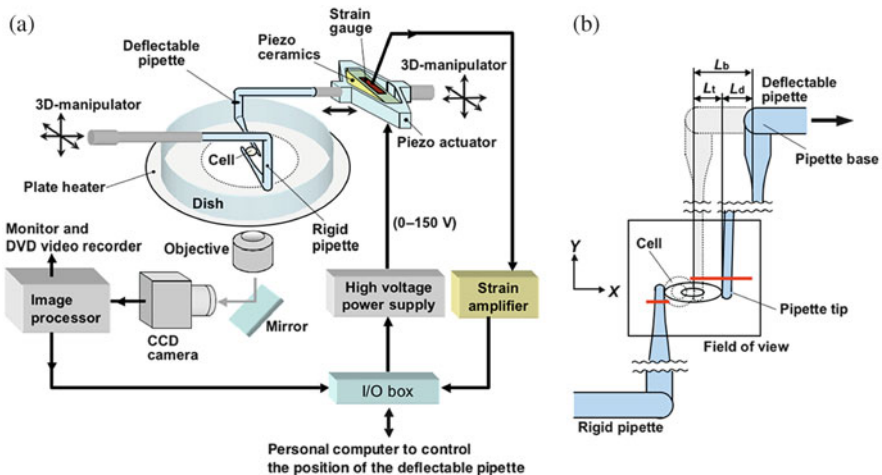 (a)
Strain
gauge
Piezo
ceramics
Deflectable
pipette
3D-manipulator
3D-manipulator
Piezo actuator
Cell
Plate heater
Dish
Rigid
pipette
(0–150 V)
Monitor and
DVD video recorder
Objective
Image
processor
CCD
camera
Mirror
High voltage
power supply
Strain
amplifier
I/O box
Personal computer to control
the position of the deflectable pipette
(b)
Lb
Lt
Ld
Deflectable
pipette
Pipette base
Y
X
Cell
Pipette tip
Field of view
Rigid pipette